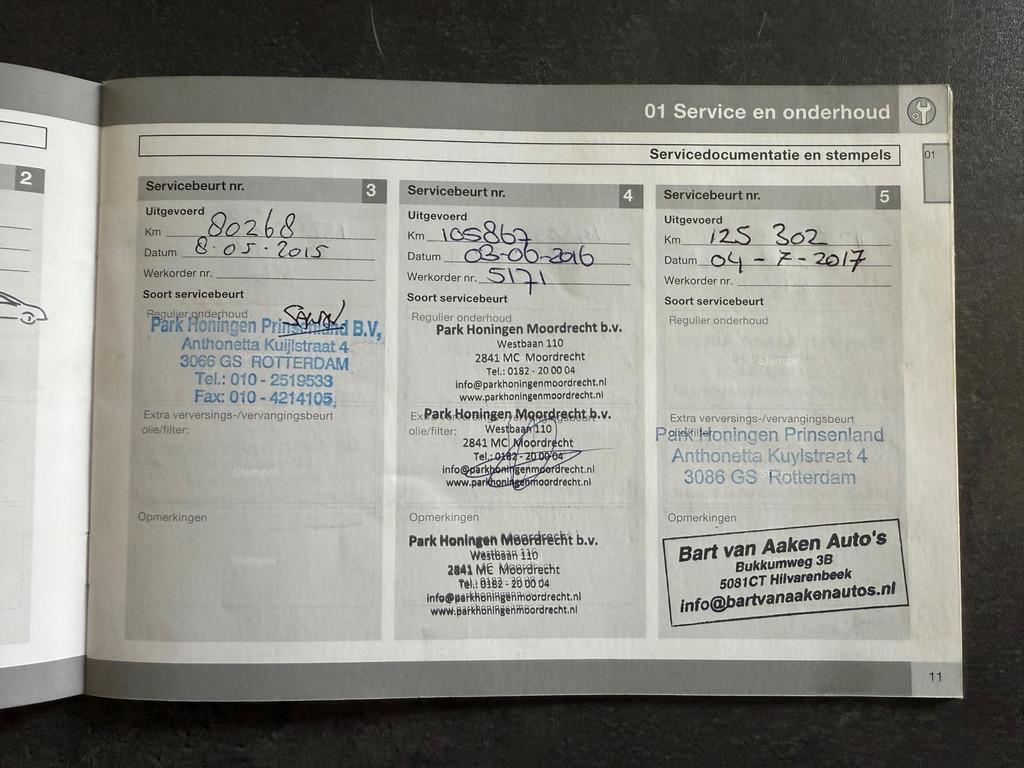 2
01 Service en onderhoud
Servicedocumentatie en stempels
01
Servicebeurt nr. 3
Uitgevoerd
Km 80268
Datum 8-05-2015
Werkorder nr.
Soort servicebeurt
Regulier onderhoud
Park Honingen Prinsenland B.V.
Anthonetta Kuijlstraat 4
3066 GS ROTTERDAM
Tel.: 010 - 2519533
Fax: 010 - 4214105
Extra verversings-/vervangingsbeurt
olie/filter:
Stempel
Opmerkingen
Stempel
Servicebeurt nr. 4
Uitgevoerd
Km 105867
Datum 03-06-2016
Werkorder nr. 5171
Soort servicebeurt
Regulier onderhoud
Park Honingen Moordrecht b.v.
Westbaan 110
2841 MC Moordrecht
Tel.: 0182 - 20 00 04
info@parkhoningenmoordrecht.nl
www.parkhoningenmoordrecht.nl
Extra verversings-/vervangingsbeurt
olie/filter:
Park Honingen Moordrecht b.v.
Westbaan 110
2841 MC Moordrecht
Tel.: 0182 - 20 00 04
info@parkhoningenmoordrecht.nl
www.parkhoningenmoordrecht.nl
Opmerkingen
Park Honingen Moordrecht b.v.
Westbaan 110
2841 MC Moordrecht
Tel.: 0182 - 20 00 04
info@parkhoningenmoordrecht.nl
www.parkhoningenmoordrecht.nl
Servicebeurt nr. 5
Uitgevoerd
Km 125 302
Datum 04-7-2017
Werkorder nr.
Soort servicebeurt
Regulier onderhoud
Stempel
Extra verversings-/vervangingsbeurt
olie/filter:
Park Honingen Prinsenland
Anthonetta Kuylstraat 4
3086 GS Rotterdam
Opmerkingen
Bart van Aaken Auto's
Bukkumweg 3B
5081CT Hilvarenbeek
info@bartvanaakenautos.nl
11